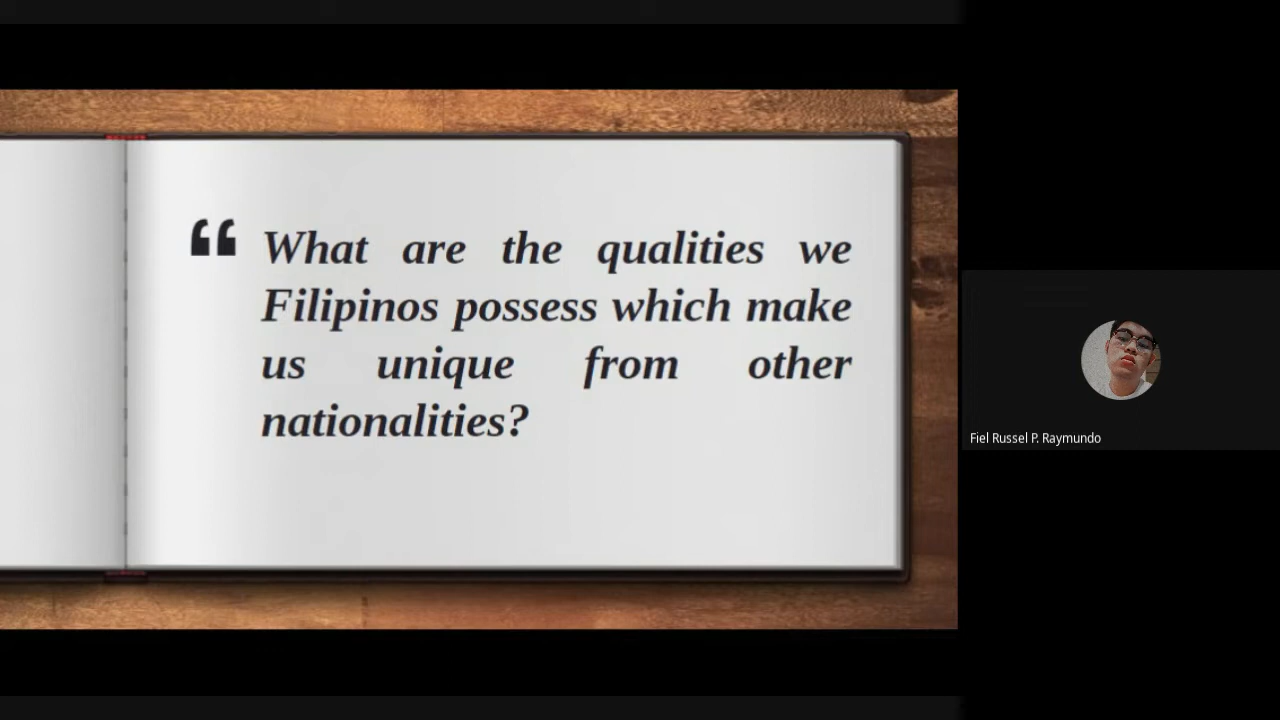 “ What are the qualities we
Filipinos possess which make
us unique from other
nationalities?
Fiel Russel P. Raymundo